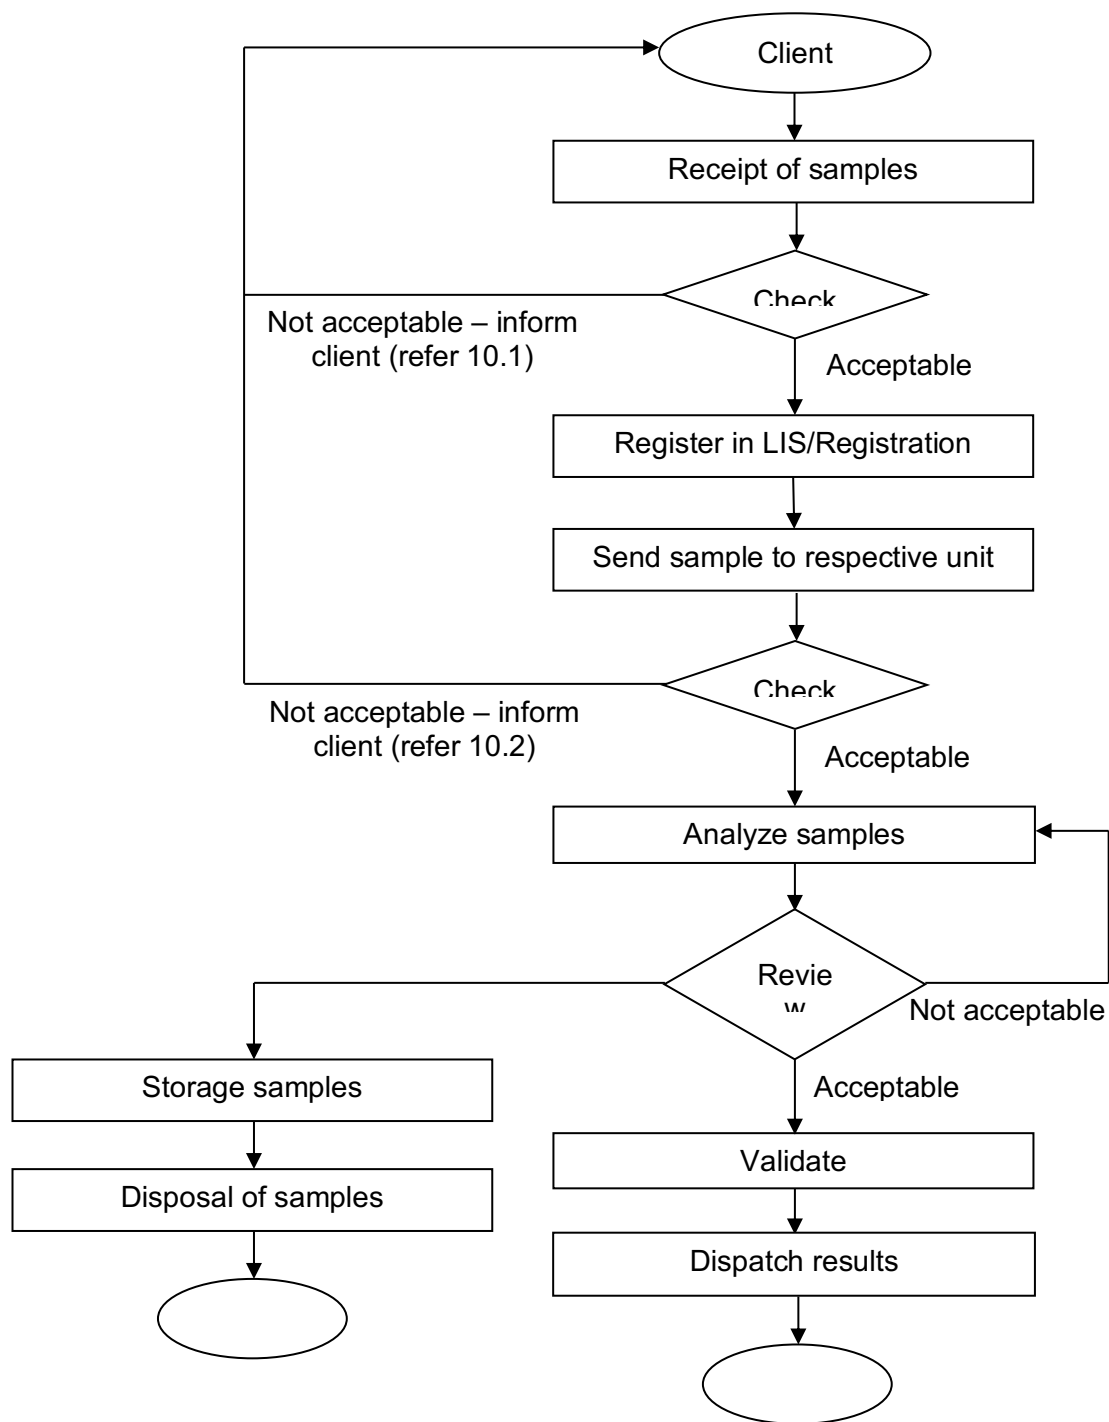 Client
Receipt of samples
Check
Not acceptable – inform
client (refer 10.1)
Acceptable
Register in LIS/Registration
Send sample to respective unit
Check
Not acceptable – inform
client (refer 10.2)
Acceptable
Analyze samples
Revie
w
Not acceptable
Storage samples
Acceptable
Validate
Disposal of samples
Dispatch results